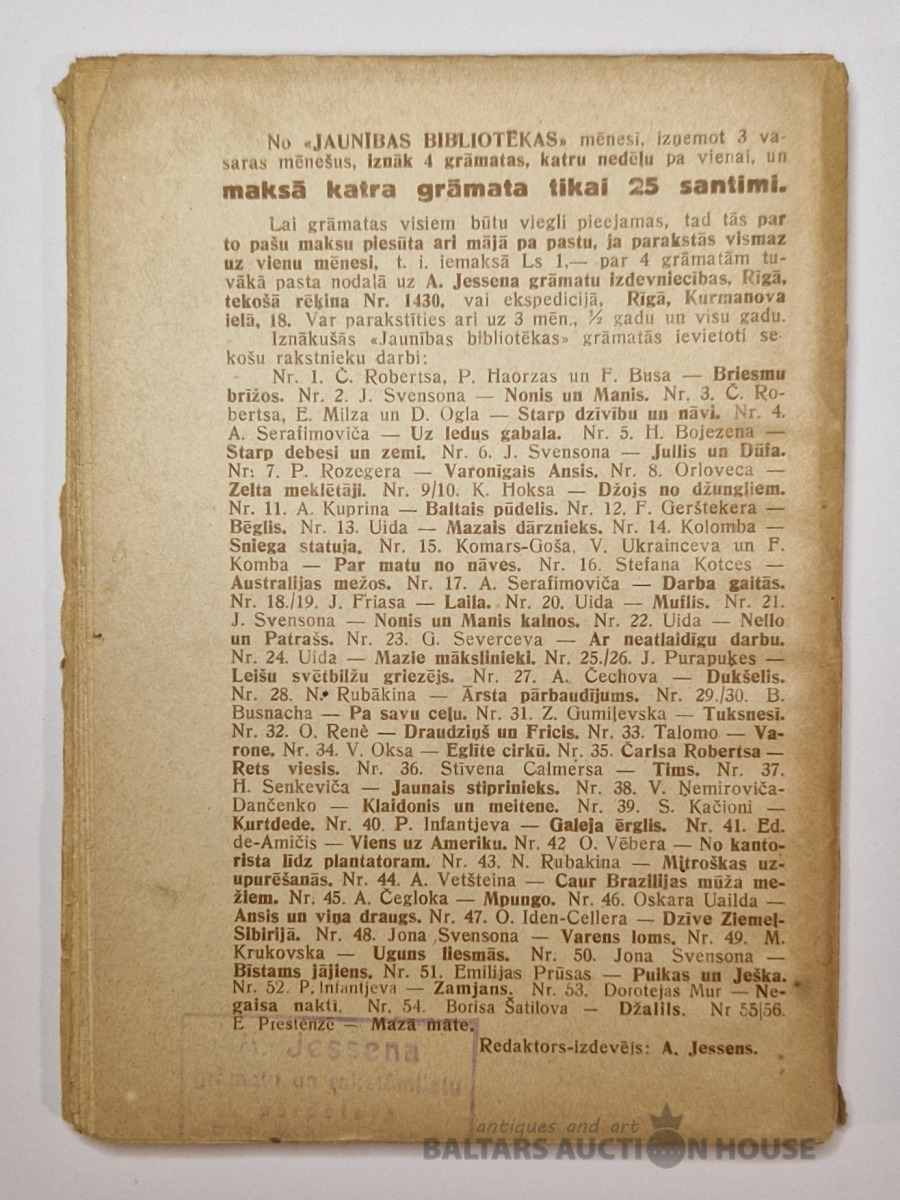 No «JAUNĪBAS BIBLIOTĒKAS» mēnesī, izņemot 3 va-
saras mēnešus, iznāk 4 grāmatas, katru nedēļu pa vienai, un
maksā katra grāmata tikai 25 santimi.
Lai grāmatas visiem būtu viegli pieejamas, tad tās par
to pašu maksu piesūta ari mājā pa pastu, ja parakstās vismaz
uz vienu mēnesi, t. i. iemaksā Ls 1,— par 4 grāmatām tu-
vākā pasta nodaļā uz A. Jessena grāmatu izdevniecības, Rīgā,
tekošā rēķina Nr. 1430. vai ekspedicijā, Rīgā, Kurmanova
ielā, 18. Var parakstīties ari uz 3 mēn., ½ gadu un visu gadu.
Iznākušās «Jaunības bibliotēkas» grāmatās ievietoti se-
košu rakstnieku darbi:
Nr. 1. Č. Robertsa, P. Haorzas un F. Busa — Briesmu
brīžos. Nr. 2. J. Svensona — Nonis un Manis. Nr. 3. Č. Ro-
bertsa, E. Milza un D. Ogla — Starp dzīvību un nāvi. Nr. 4.
A. Serafimoviča — Uz ledus gabala. Nr. 5. H. Bojezena —
Starp debesi un zemi. Nr. 6. J. Svensona — Jullis un Dūfa.
Nr. 7. P. Rozegera — Varonīgais Ansis. Nr. 8. Orloveca —
Zelta meklētāji. Nr. 9/10. K. Hoksa — Džojs no džungļiem.
Nr. 11. A. Kuprina — Baltais pūdelis. Nr. 12. F. Gerštekera —
Bēglis. Nr. 13. Uida — Mazais dārznieks. Nr. 14. Kolomba —
Sniega statuja. Nr. 15. Komars-Goša, V. Ukrainceva un F.
Komba — Par matu no nāves. Nr. 16. Stefana Kotces —
Australijas mežos. Nr. 17. A. Serafimoviča — Darba gaitās.
Nr. 18./19. J. Friasa — Laila. Nr. 20. Uida — Muflis. Nr. 21.
J. Svensona — Nonis un Manis kalnos. Nr. 22. Uida — Nello
un Patrašs. Nr. 23. G. Severceva — Ar neatlaidīgu darbu.
Nr. 24. Uida — Mazie mākslinieki. Nr. 25./26. J. Purapuķes —
Leišu svētbilžu griezējs. Nr. 27. A. Čechova — Dukšelis.
Nr. 28. N. Rubākina — Ārsta pārbaudījums. Nr. 29./30. B.
Busnacha — Pa savu ceļu. Nr. 31. Z. Gumiļevska — Tuksnesī.
Nr. 32. O. Renē — Draudziņš un Fricis. Nr. 33. Talomo — Va-
rone. Nr. 34. V. Oksa — Eglīte cirkū. Nr. 35. Čarlsa Robertsa —
Rets viesis. Nr. 36. Stīvena Calmersa — Tims. Nr. 37.
H. Senkeviča — Jaunais stiprinieks. Nr. 38. V. Ņemiroviča-
Dančenko — Klaidonis un meitene. Nr. 39. S. Kačioni —
Kurtdede. Nr. 40. P. Infantjeva — Galeja ērglis. Nr. 41. Ed.
de-Amičis — Viens uz Ameriku. Nr. 42 O. Vēbera — No kanto-
rista līdz plantatoram. Nr. 43. N. Rubakina — Mitroškas uz-
upurēšanās. Nr. 44. A. Vetšteina — Caur Brazilijas mūža me-
žiem. Nr. 45. A. Čegloka — Mpungo. Nr. 46. Oskara Uailda —
Ansis un viņa draugs. Nr. 47. O. Iden-Cellera — Dzīve Ziemeļ-
Sibirijā. Nr. 48. Jona Svensona — Varens loms. Nr. 49. M.
Krukovska — Uguns liesmās. Nr. 50. Jona Svensona —
Bīstams jājiens. Nr. 51. Emilijas Prūsas — Pulkas un Ješka.
Nr. 52. P. Infantjeva — Zamjans. Nr. 53. Dorotejas Mur — Ne-
gaisa naktī. Nr. 54. Borisa Šatilova — Džalils. Nr 55|56.
E Prestenzē — Mazā māte.
Redaktors-izdevējs: A. Jessens.
A. Jessena
un
antiques and art
BALTARS AUCTION HOUSE